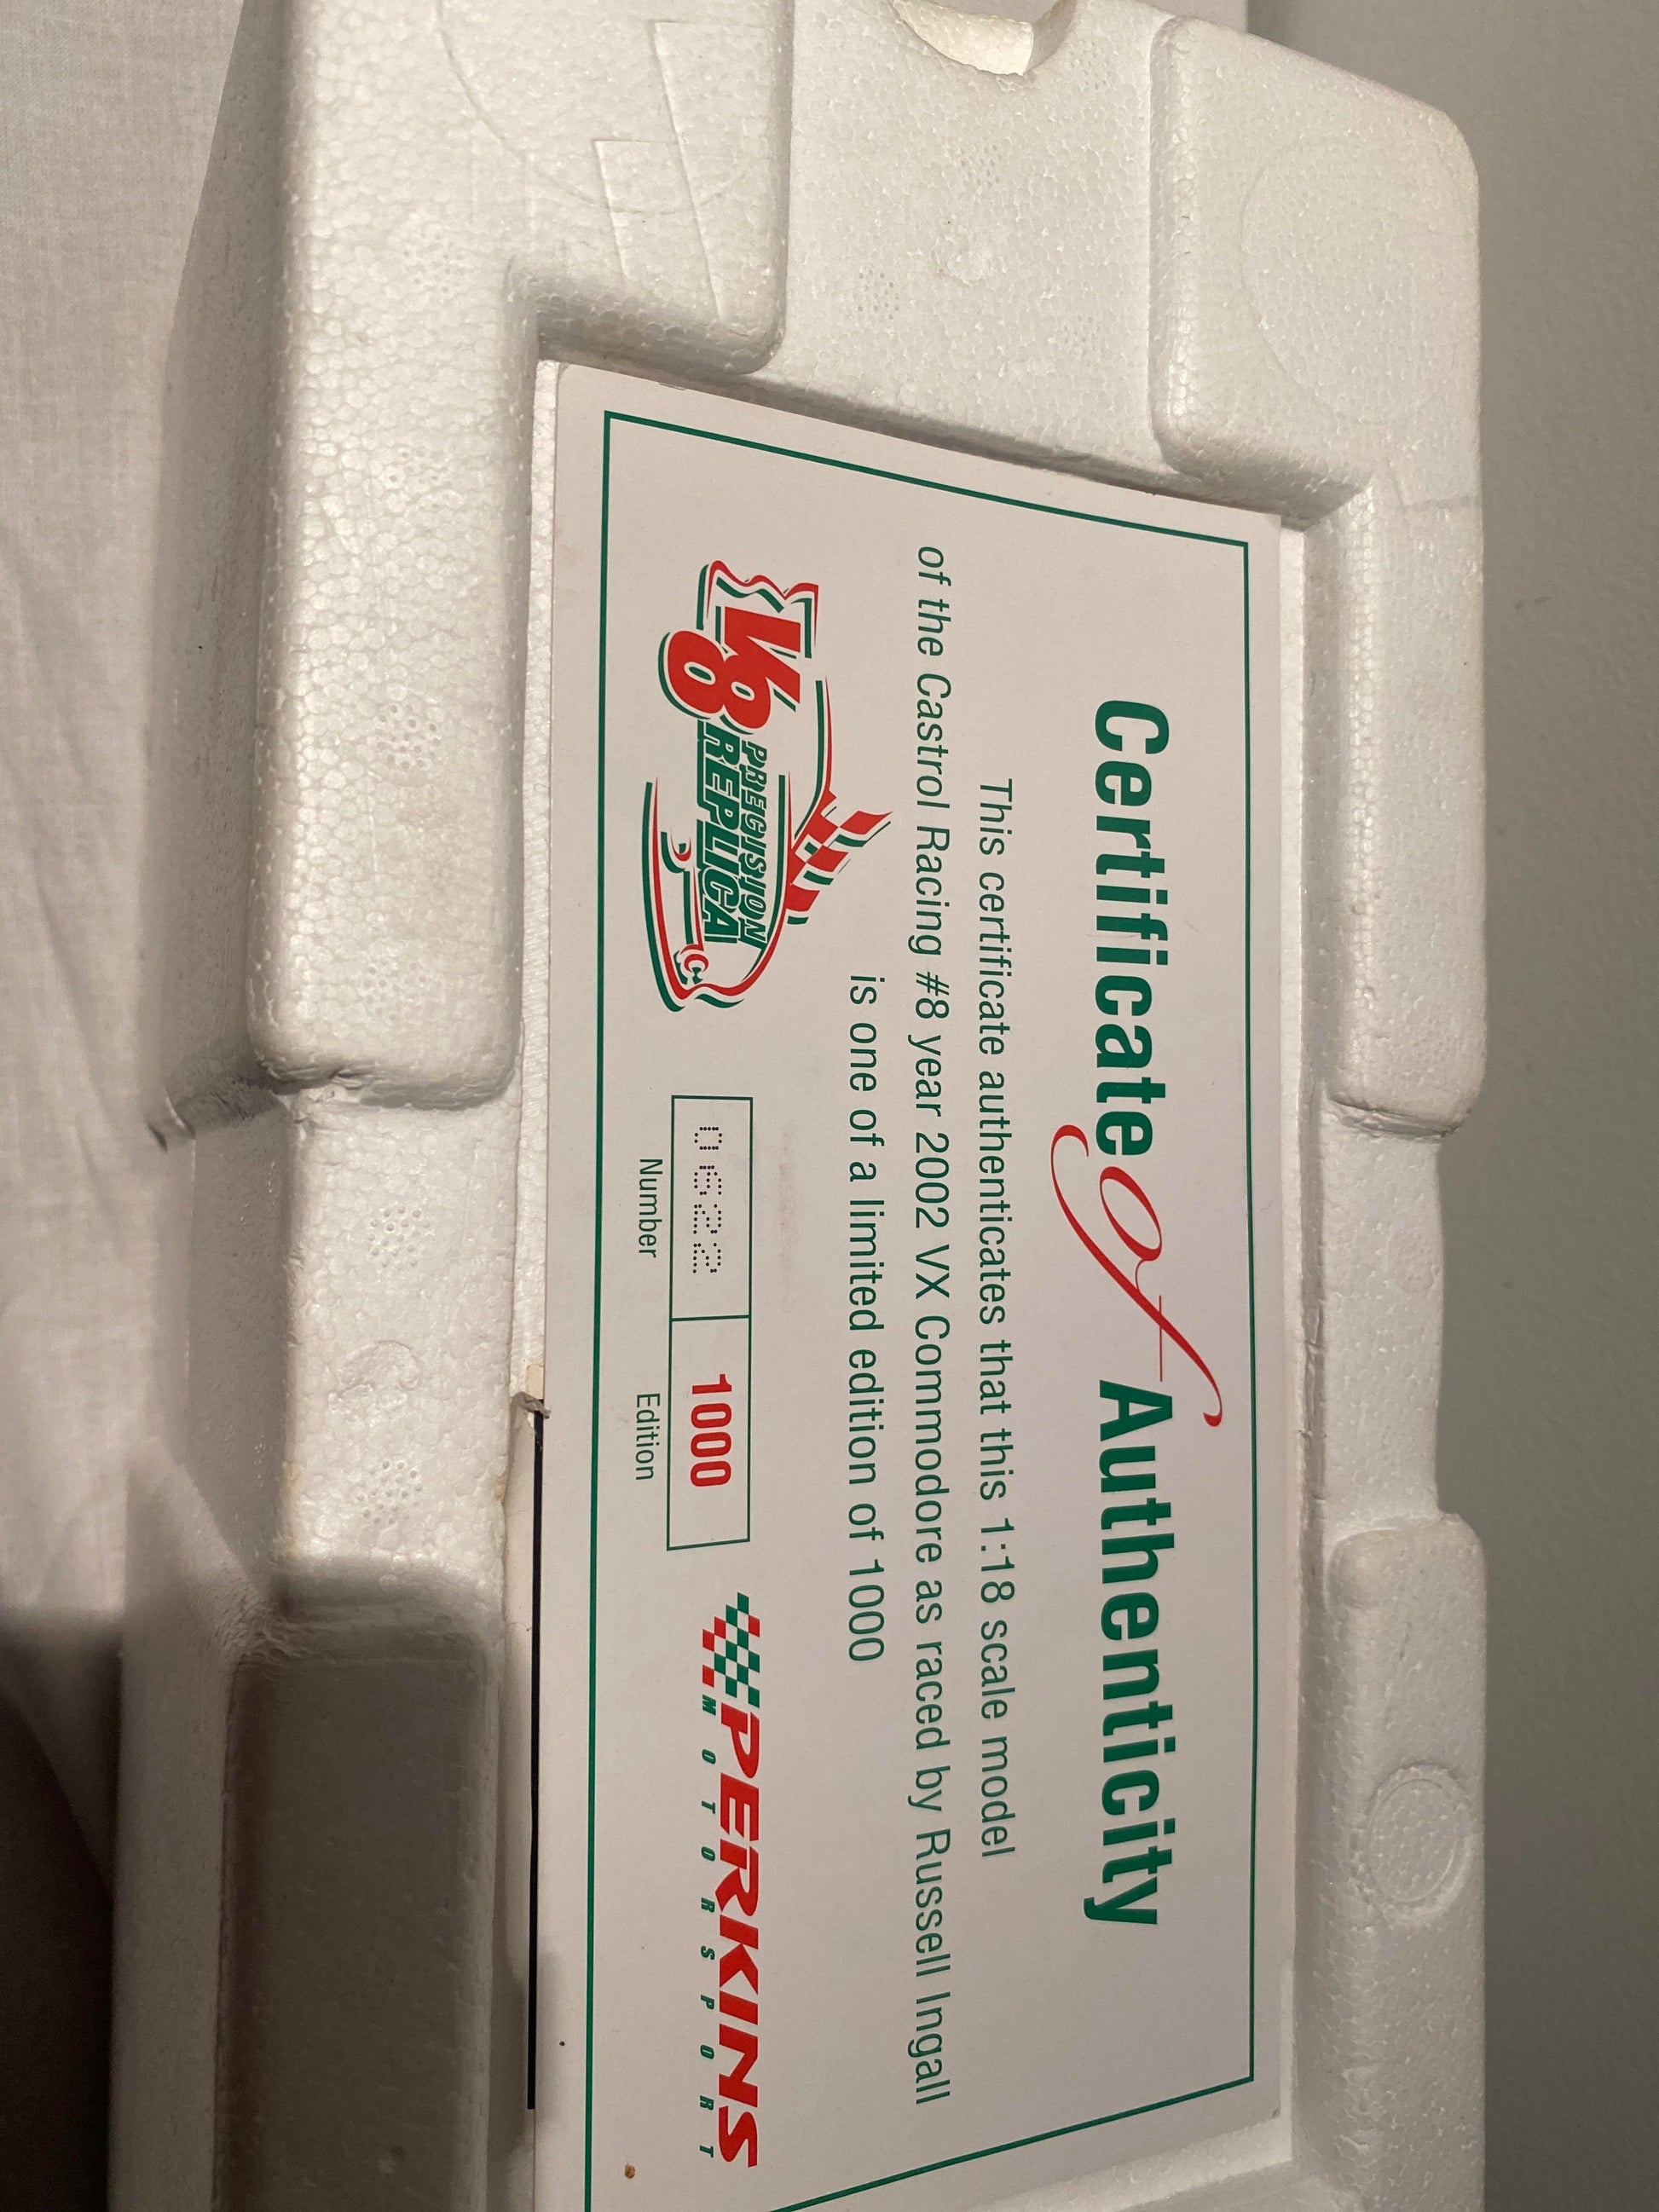 Certificate of Authenticity
This certificate authenticates that this 1:18 scale model
of the Castrol Racing #8 year 2002 VX Commodore as raced by Russell Ingall
is one of a limited edition of 1000
V8
PRECISION
REPLICA
0622
1000
Number
Edition
PERKINS
MOTORSPORT